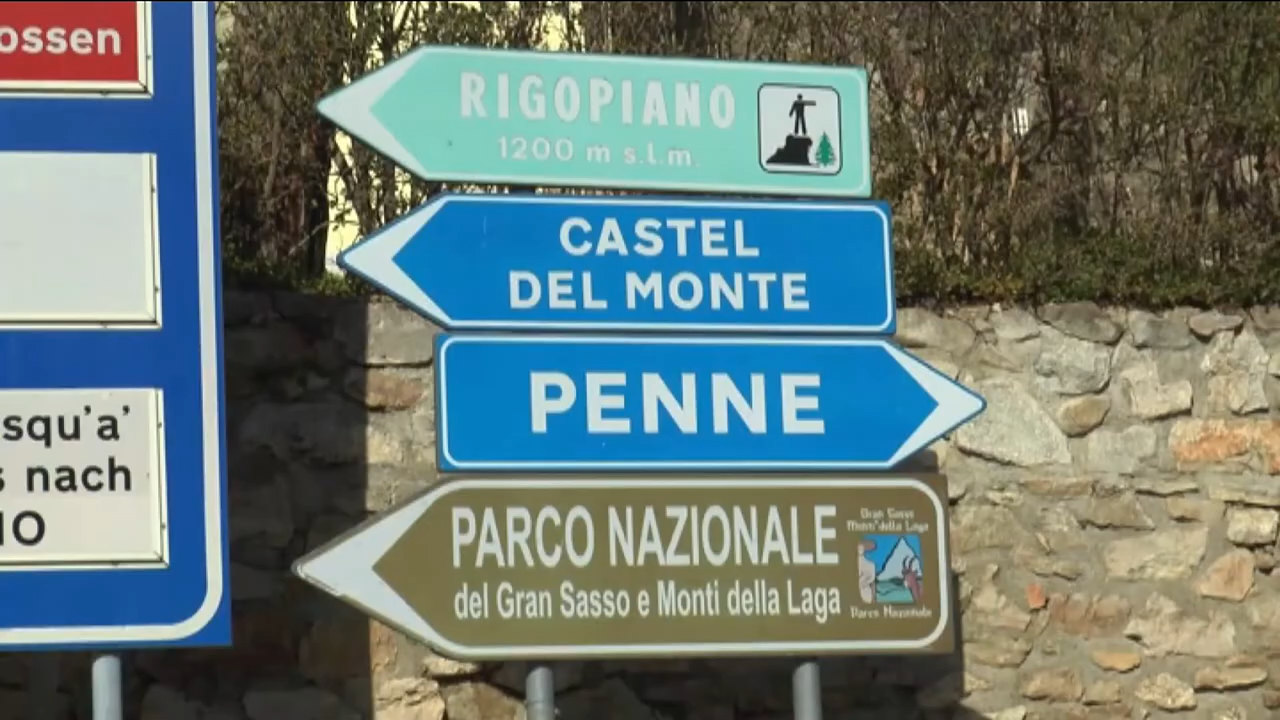 ossen
squ'a'
s nach
IO
RIGOPIANO
1200 m s.l.m.
CASTEL
DEL MONTE
PENNE
PARCO NAZIONALE
del Gran Sasso e Monti della Laga
Gran Sasso
Monti della Laga
Parco Nazionale